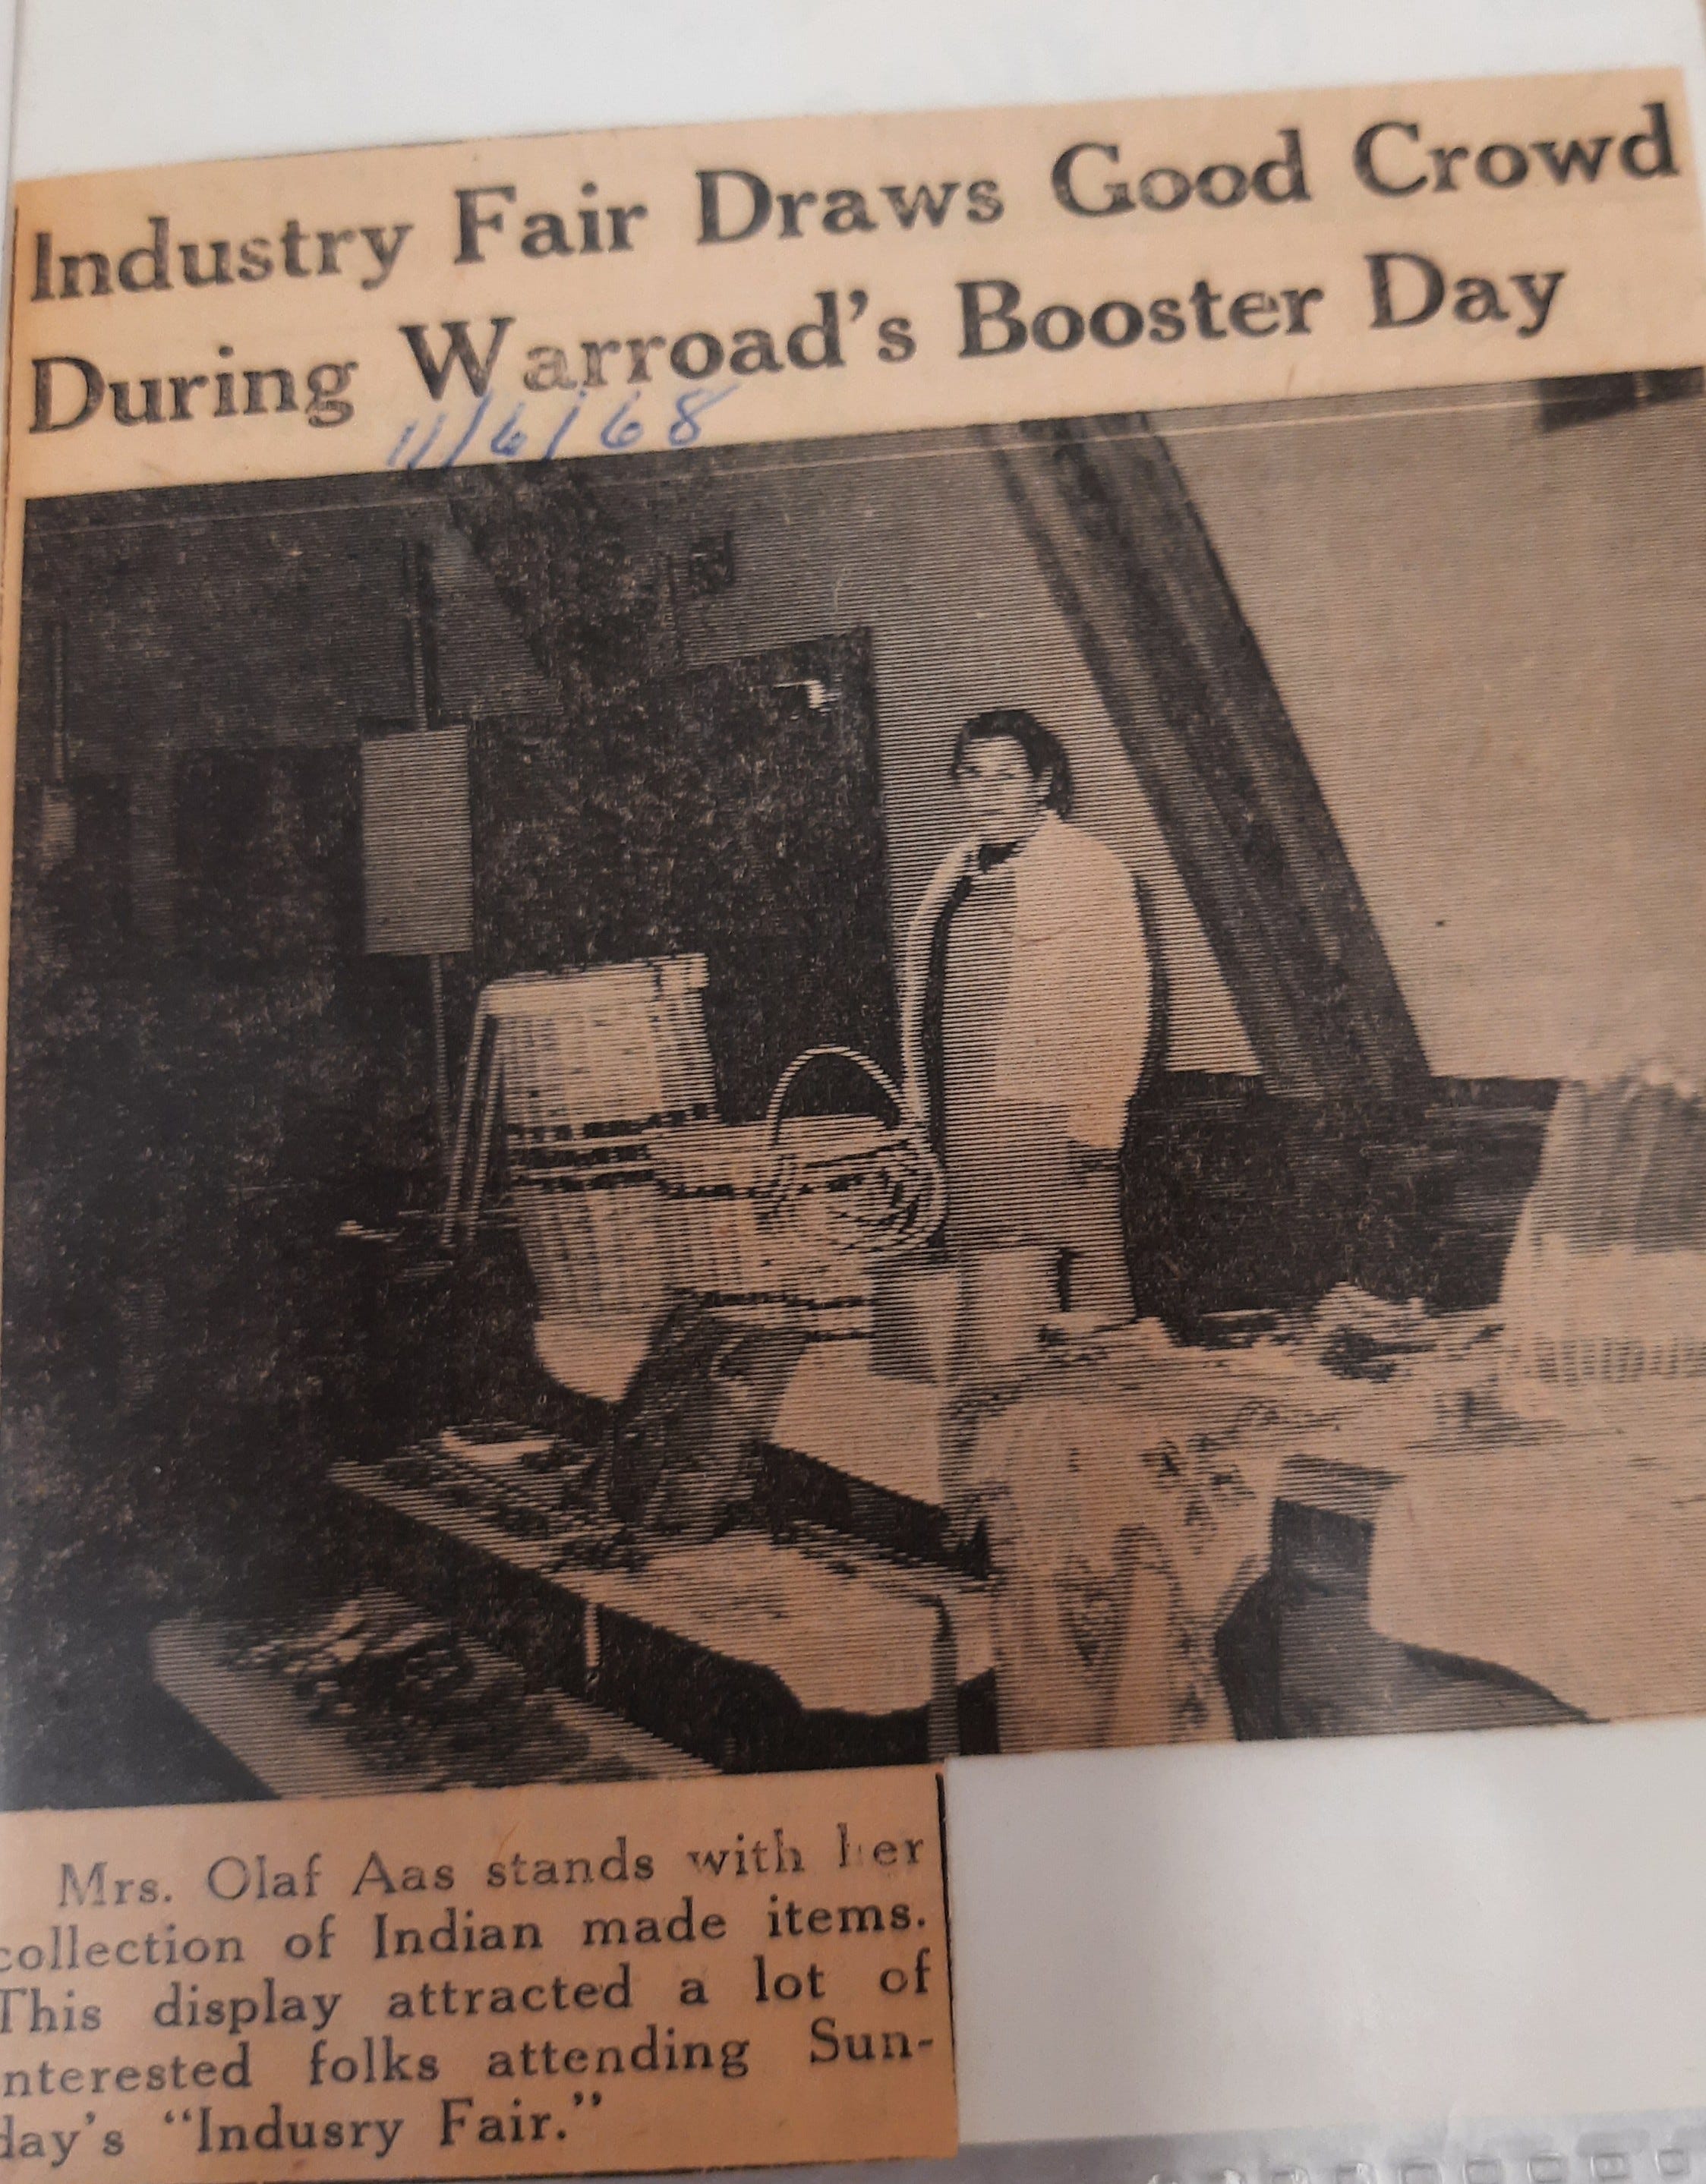 Industry Fair Draws Good Crowd
During Warroad's Booster Day
11/6/68
Mrs. Olaf Aas stands with her
collection of Indian made items.
This display attracted a lot of
interested folks attending Sun-
day's "Indusry Fair."